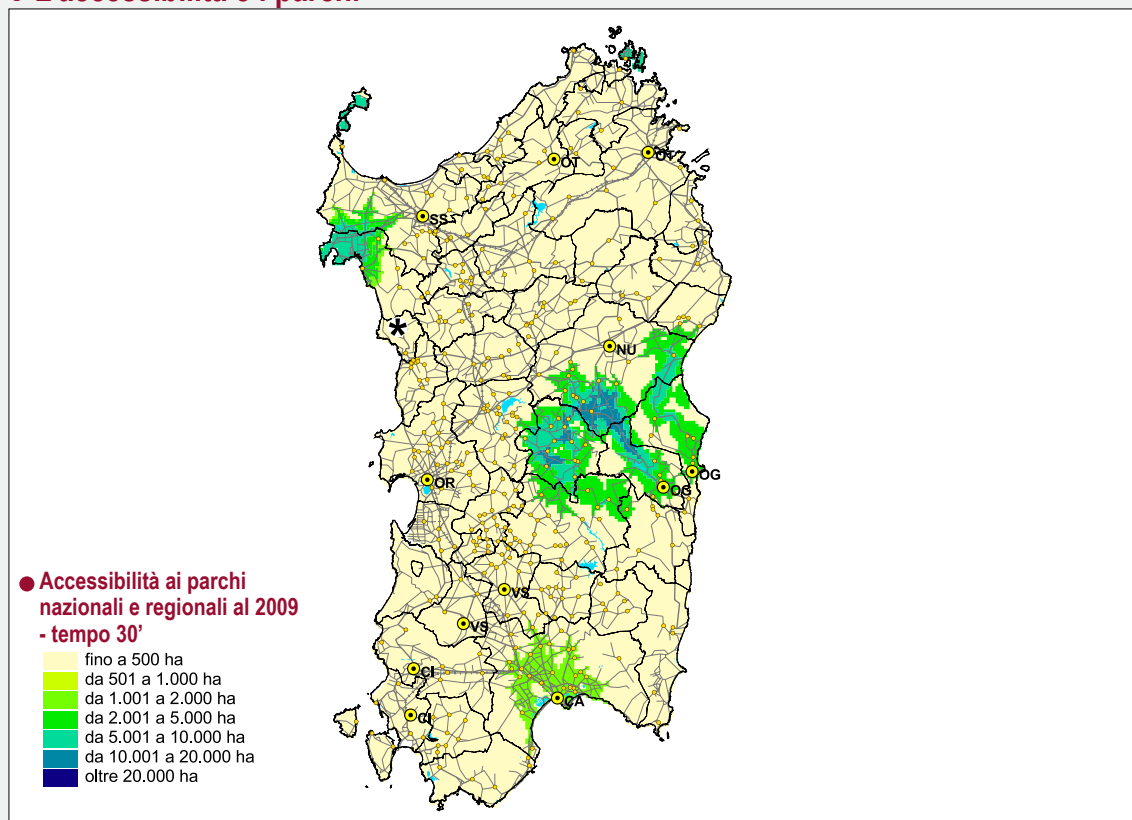 OT
OT
SS
*
NU
OG
OG
OR
VS
VS
CI
CI
CA
Accessibilità ai parchi
nazionali e regionali al 2009
- tempo 30'
fino a 500 ha
da 501 a 1.000 ha
da 1.001 a 2.000 ha
da 2.001 a 5.000 ha
da 5.001 a 10.000 ha
da 10.001 a 20.000 ha
oltre 20.000 ha